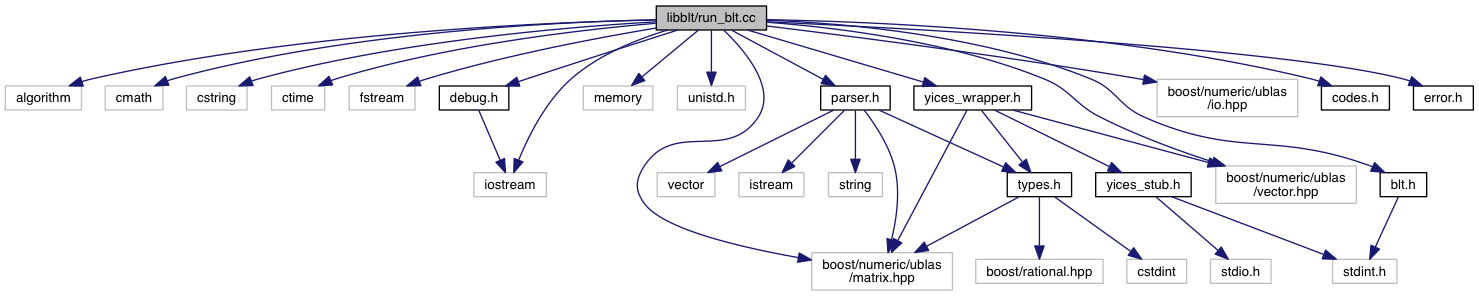 libblt/run_blt.cc
algorithm
cmath
cstring
ctime
fstream
debug.h
memory
unistd.h
parser.h
yices_wrapper.h
boost/numeric/ublas
/io.hpp
codes.h
error.h
iostream
vector
istream
string
types.h
yices_stub.h
boost/numeric/ublas
/vector.hpp
blt.h
boost/numeric/ublas
/matrix.hpp
boost/rational.hpp
cstdint
stdio.h
stdint.h